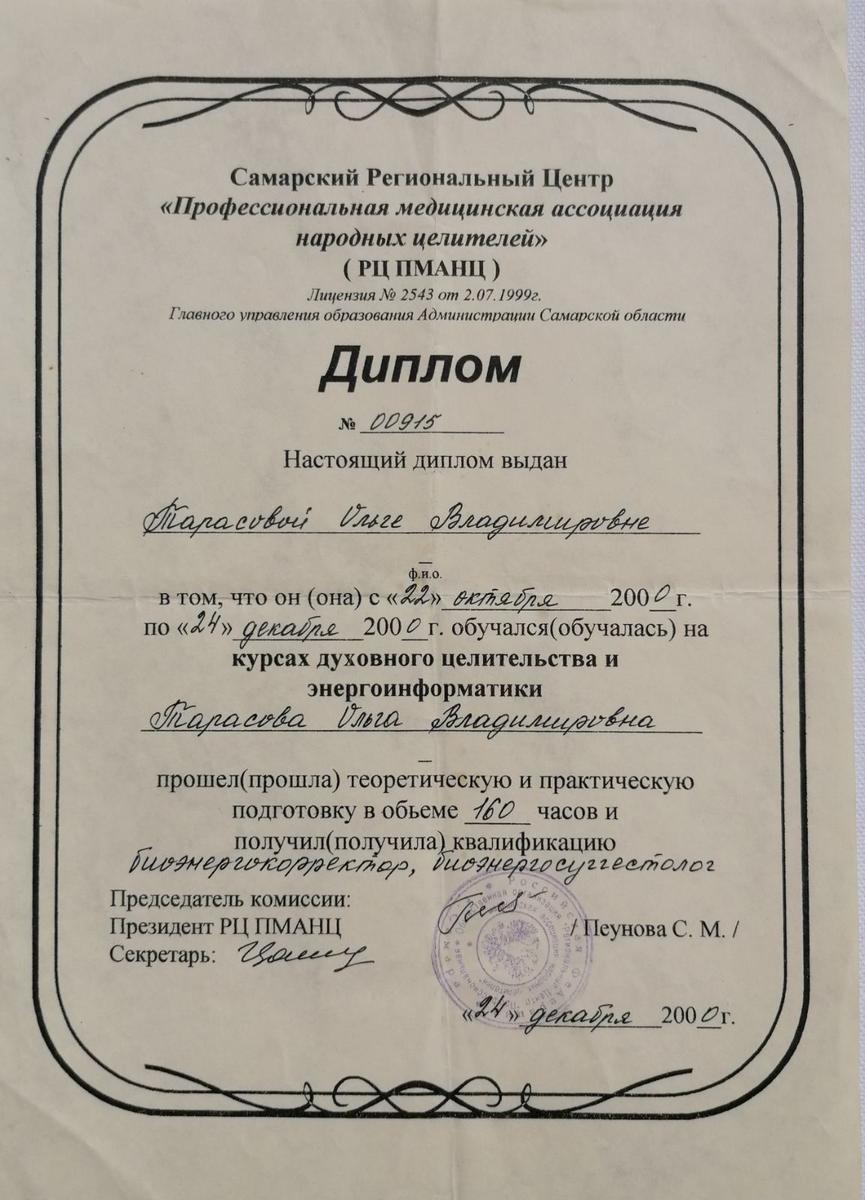 Самарский Региональный Центр
«Профессиональная медицинская ассоциация
народных целителей»
( РЦ ПМАНЦ )
Лицензия № 2543 от 2.07.1999г.
Главного управления образования Администрации Самарской области
Диплом
№ 00915
Настоящий диплом выдан
Тарасовой Ольге Владимировне
ф.и.о.
в том, что он (она) с «22» октября 2000 г.
по «24» декабря 2000 г. обучался(обучалась) на
курсах духовного целительства и
энергоинформатики
Тарасова Ольга Владимировна
прошел(прошла) теоретическую и практическую
подготовку в обьеме 160 часов и
получил(получила) квалификацию
биоэнергокорректор, биоэнергосуггестолог
Председатель комиссии:
Президент РЦ ПМАНЦ / Пеунова С. М. /
Секретарь:
«24» декабря 2000г.